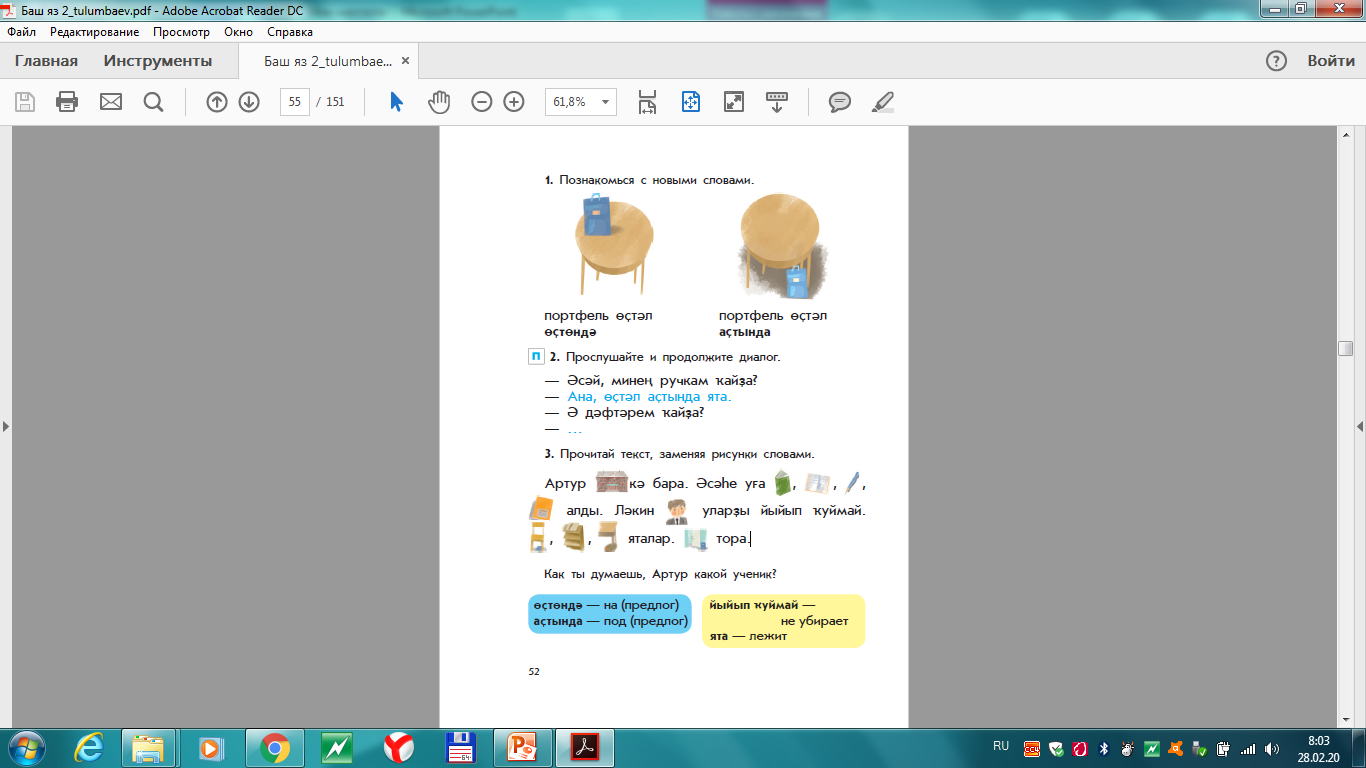 Баш яз 2_tulumbaev.pdf - Adobe Acrobat Reader DC
Файл Редактирование Просмотр Окно Справка
Главная Инструменты Баш яз 2_tulumbae... × Войти
55 / 151 61,8%
1. Познакомься с новыми словами.
портфель өҫтәл портфель өҫтәл
өҫтөндә аҫтында
П 2. Прослушайте и продолжите диалог.
— Әсәй, минең ручкам ҡайҙа?
— Ана, өҫтәл аҫтында ята.
— Ә дәфтәрем ҡайҙа?
— ...
3. Прочитай текст, заменяя рисунки словами.
Артур кә бара. Әсәһе уға , , ,
алды. Ләкин уларҙы йыйып ҡуймай.
, , яталар. тора.
Как ты думаешь, Артур какой ученик?
өҫтөндә — на (предлог)
аҫтында — под (предлог)
йыйып ҡуймай —
не убирает
ята — лежит
52
RU 8:03
28.02.20